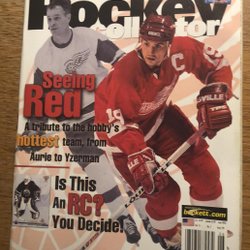 Hockey
Collector
Seeing
Red
A tribute to the hobby's
hottest team, from
Aurie to Yzerman
C
19
Is This
An RC?
You Decide!
beckett.com